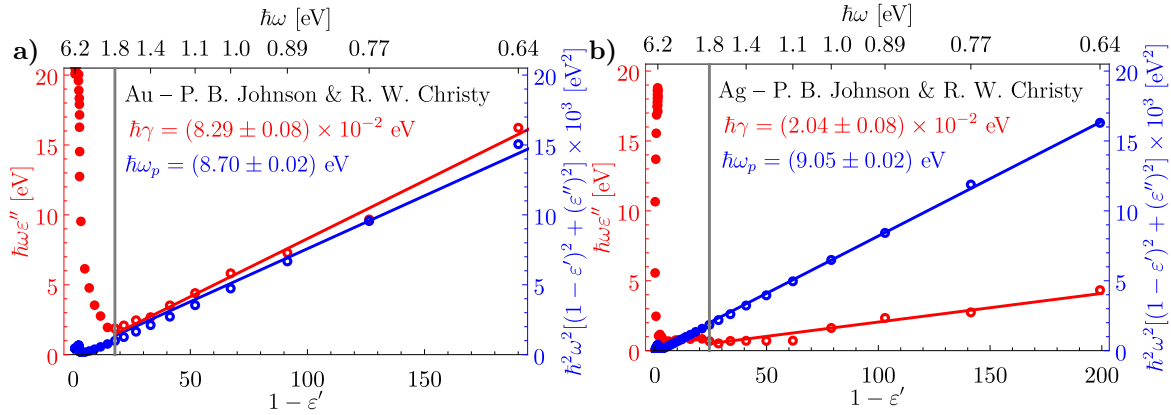 a)
ħω [eV]
6.2 1.8 1.4 1.1 1.0 0.89 0.77 0.64
Au – P. B. Johnson & R. W. Christy
ħγ = (8.29 ± 0.08) × 10⁻² eV
ħωₚ = (8.70 ± 0.02) eV
ħωε′′ [eV]
20
15
10
5
0
ħ²ω²[(1 − ε′)² + (ε′′)²] × 10³ [eV²]
20
15
10
5
0
0 50 100 150
1 − ε′
b)
ħω [eV]
6.2 1.8 1.4 1.1 1.0 0.89 0.77 0.64
Ag – P. B. Johnson & R. W. Christy
ħγ = (2.04 ± 0.08) × 10⁻² eV
ħωₚ = (9.05 ± 0.02) eV
ħωε′′ [eV]
20
15
10
5
0
ħ²ω²[(1 − ε′)² + (ε′′)²] × 10³ [eV²]
20
15
10
5
0
0 50 100 150 200
1 − ε′